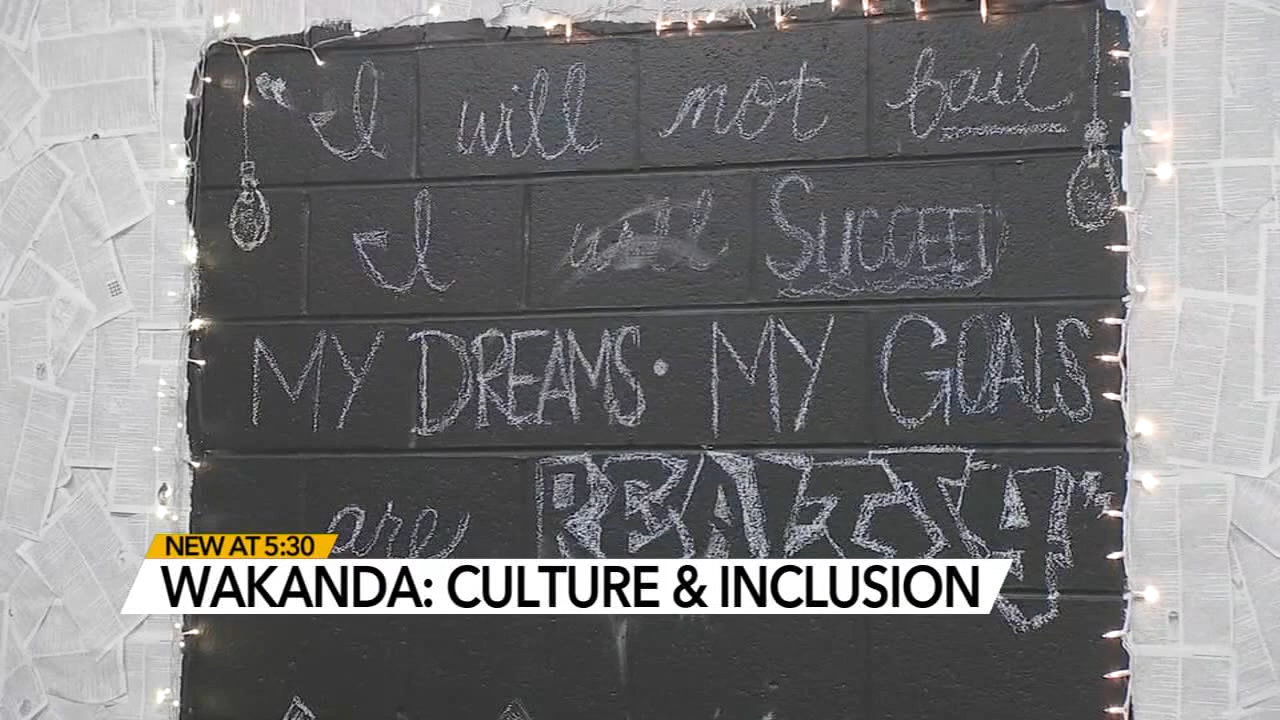 "I will not fail
I will SUCCEED
MY DREAMS • MY GOALS
are REALITY"
NEW AT 5:30
WAKANDA: CULTURE & INCLUSION